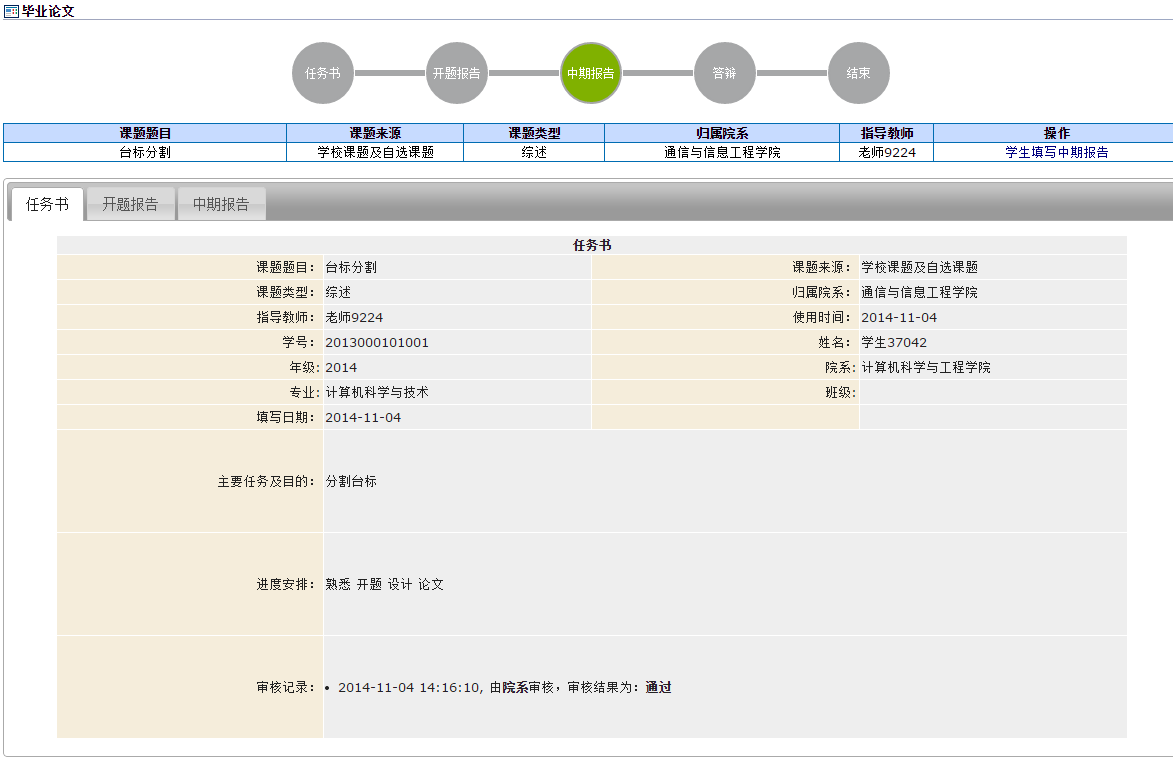 毕业论文
任务书 开题报告 中期报告 答辩 结束
课题题目 课题来源 课题类型 归属院系 指导教师 操作
台标分割 学校课题及自选课题 综述 通信与信息工程学院 老师9224 学生填写中期报告
任务书 开题报告 中期报告
任务书
课题题目： 台标分割 课题来源： 学校课题及自选课题
课题类型： 综述 归属院系： 通信与信息工程学院
指导教师： 老师9224 使用时间： 2014-11-04
学号： 2013000101001 姓名： 学生37042
年级: 2014 院系: 计算机科学与工程学院
专业: 计算机科学与技术 班级:
填写日期： 2014-11-04
主要任务及目的： 分割台标
进度安排： 熟悉 开题 设计 论文
审核记录： • 2014-11-04 14:16:10, 由院系审核，审核结果为：通过